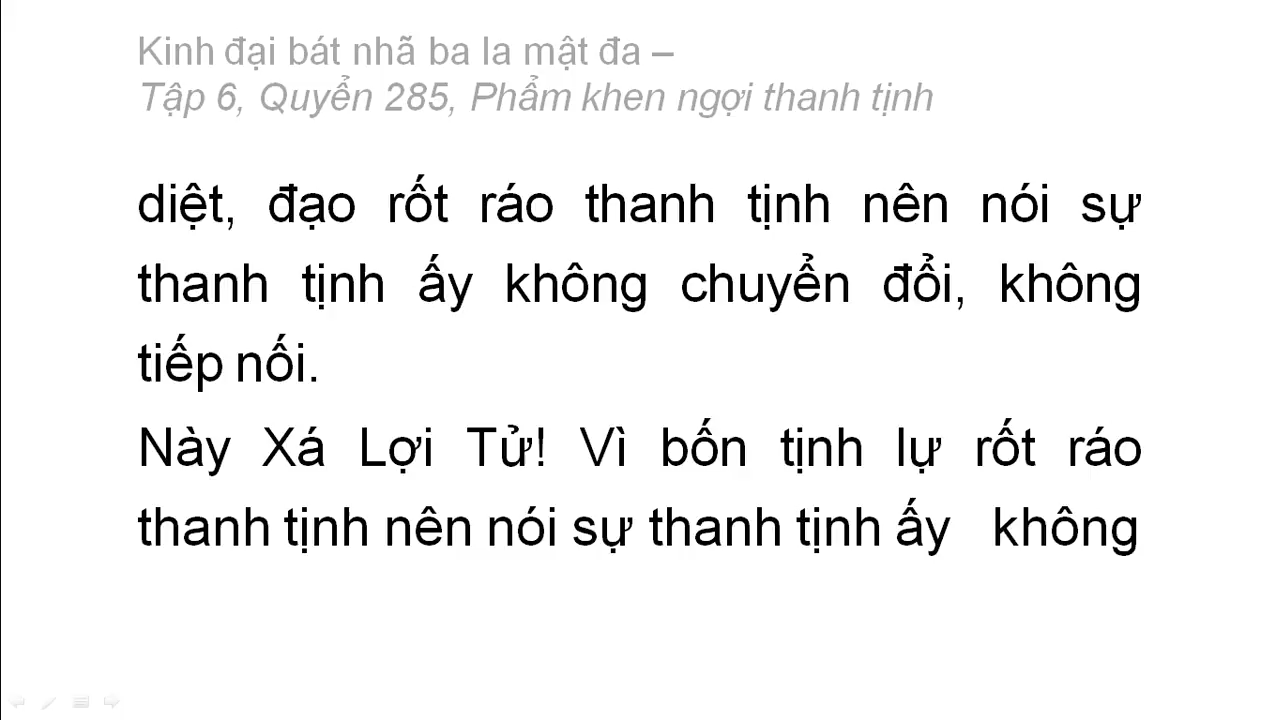 Kinh đại bát nhã ba la mật đa –
Tập 6, Quyển 285, Phẩm khen ngợi thanh tịnh
diệt, đạo rốt ráo thanh tịnh nên nói sự
thanh tịnh ấy không chuyển đổi, không
tiếp nối.
Này Xá Lợi Tử! Vì bốn tịnh lự rốt ráo
thanh tịnh nên nói sự thanh tịnh ấy không